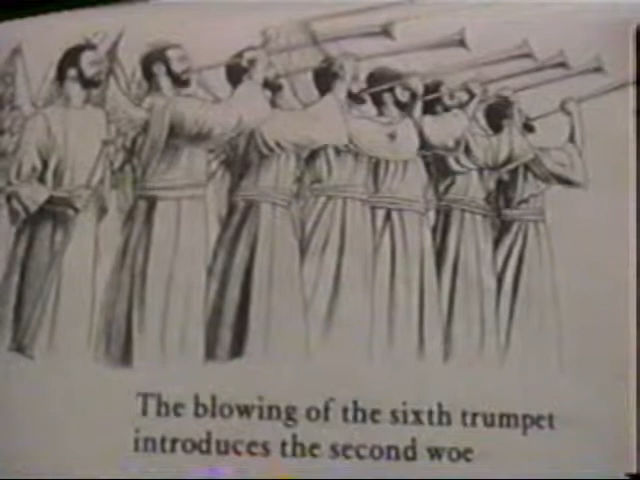 The blowing of the sixth trumpet
introduces the second woe